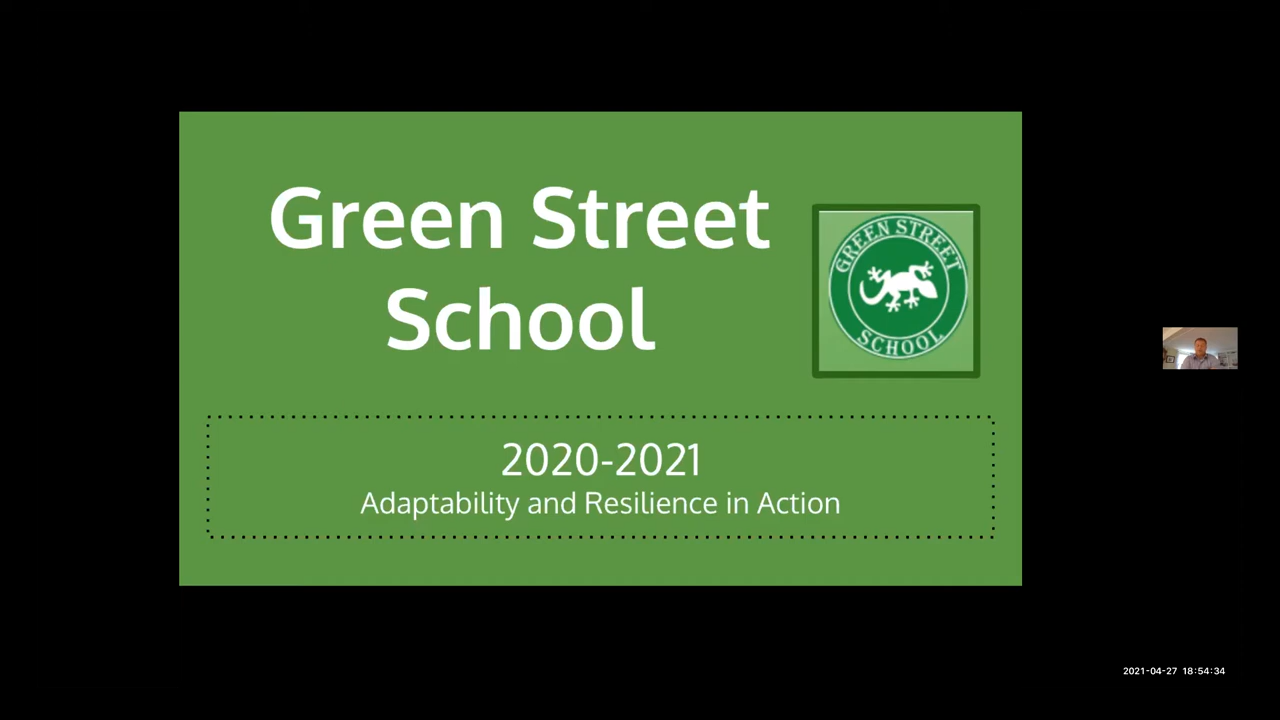 Green Street
School
GREEN STREET
SCHOOL
2020-2021
Adaptability and Resilience in Action
2021-04-27 18:54:34